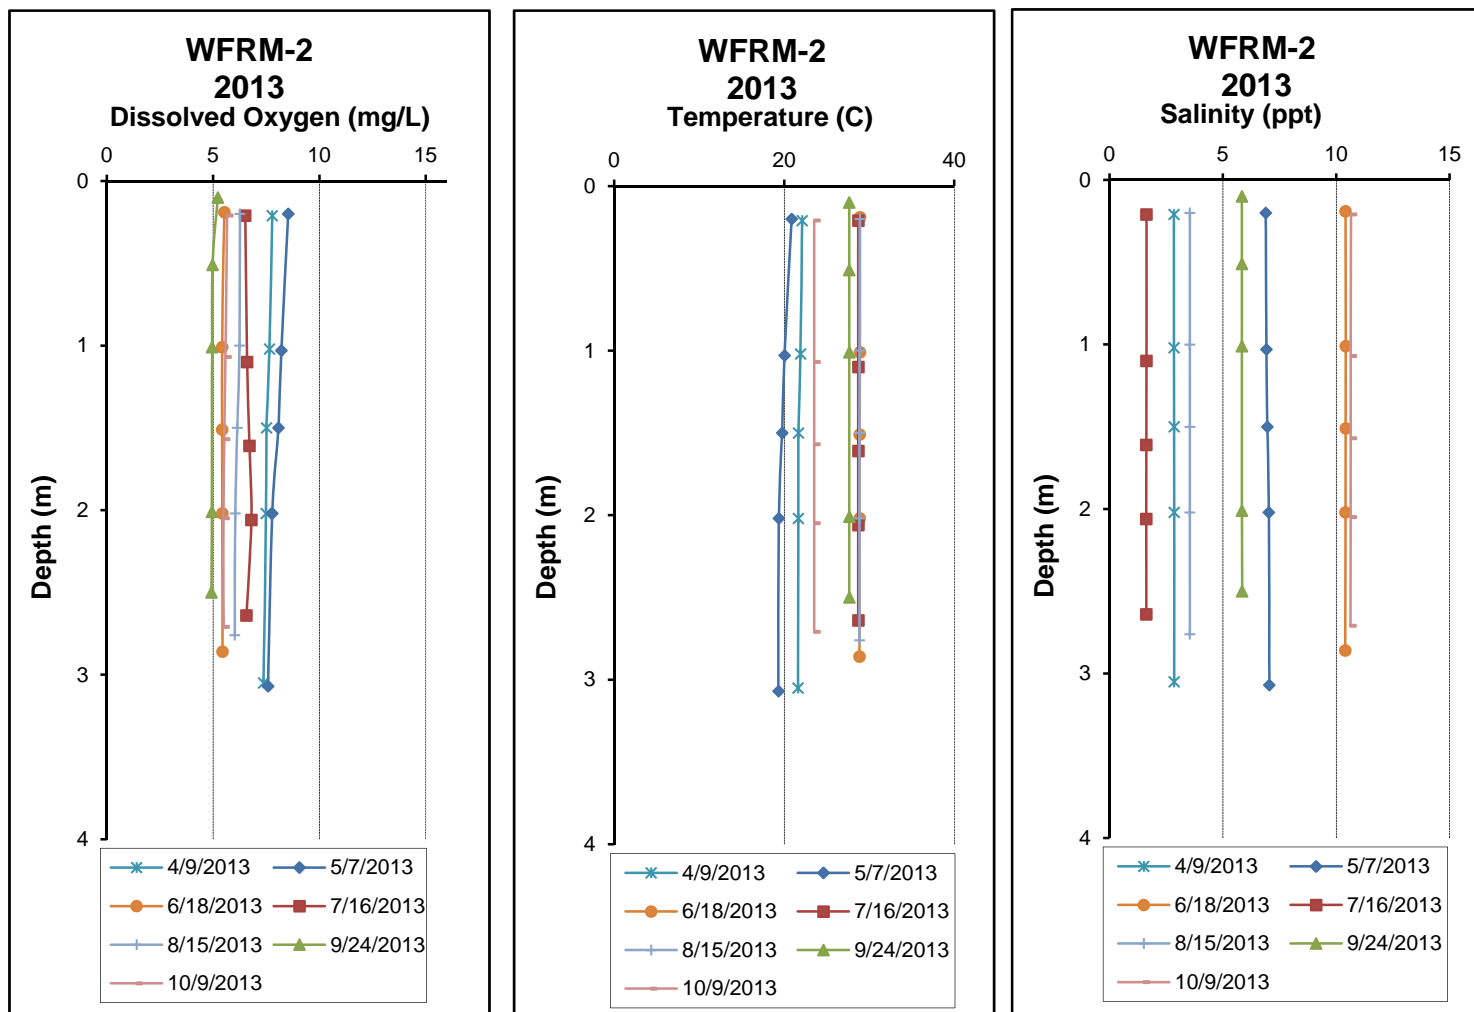 WFRM-2
2013
Dissolved Oxygen (mg/L)
0 5 10 15
0
1
2
3
4
Depth (m)
4/9/2013 5/7/2013
6/18/2013 7/16/2013
8/15/2013 9/24/2013
10/9/2013
WFRM-2
2013
Temperature (C)
0 20 40
0
1
2
3
4
Depth (m)
4/9/2013 5/7/2013
6/18/2013 7/16/2013
8/15/2013 9/24/2013
10/9/2013
WFRM-2
2013
Salinity (ppt)
0 5 10 15
0
1
2
3
4
Depth (m)
4/9/2013 5/7/2013
6/18/2013 7/16/2013
8/15/2013 9/24/2013
10/9/2013